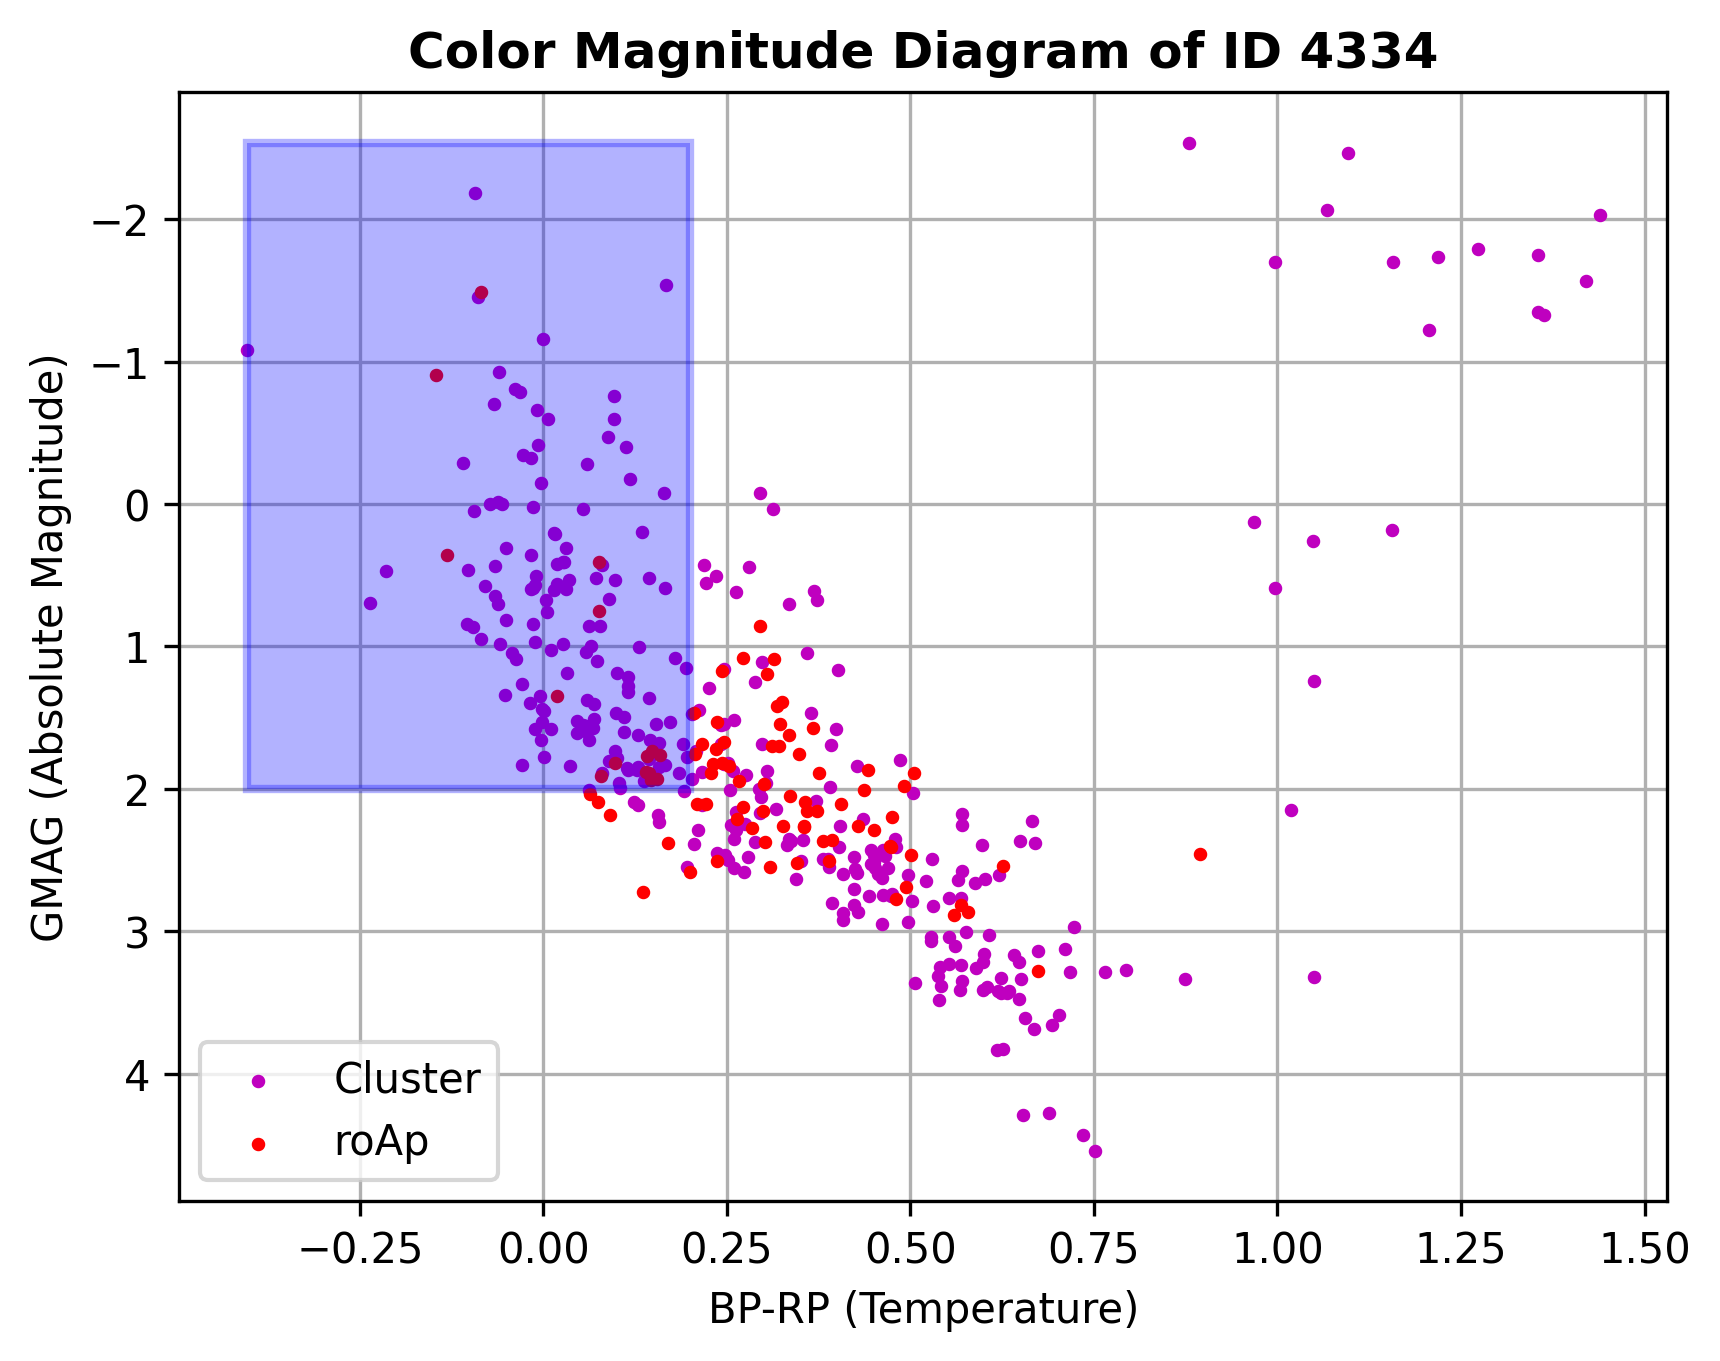 Color Magnitude Diagram of ID 4334
GMAG (Absolute Magnitude)
−2
−1
0
1
2
3
4
Cluster
roAp
−0.25 0.00 0.25 0.50 0.75 1.00 1.25 1.50
BP-RP (Temperature)